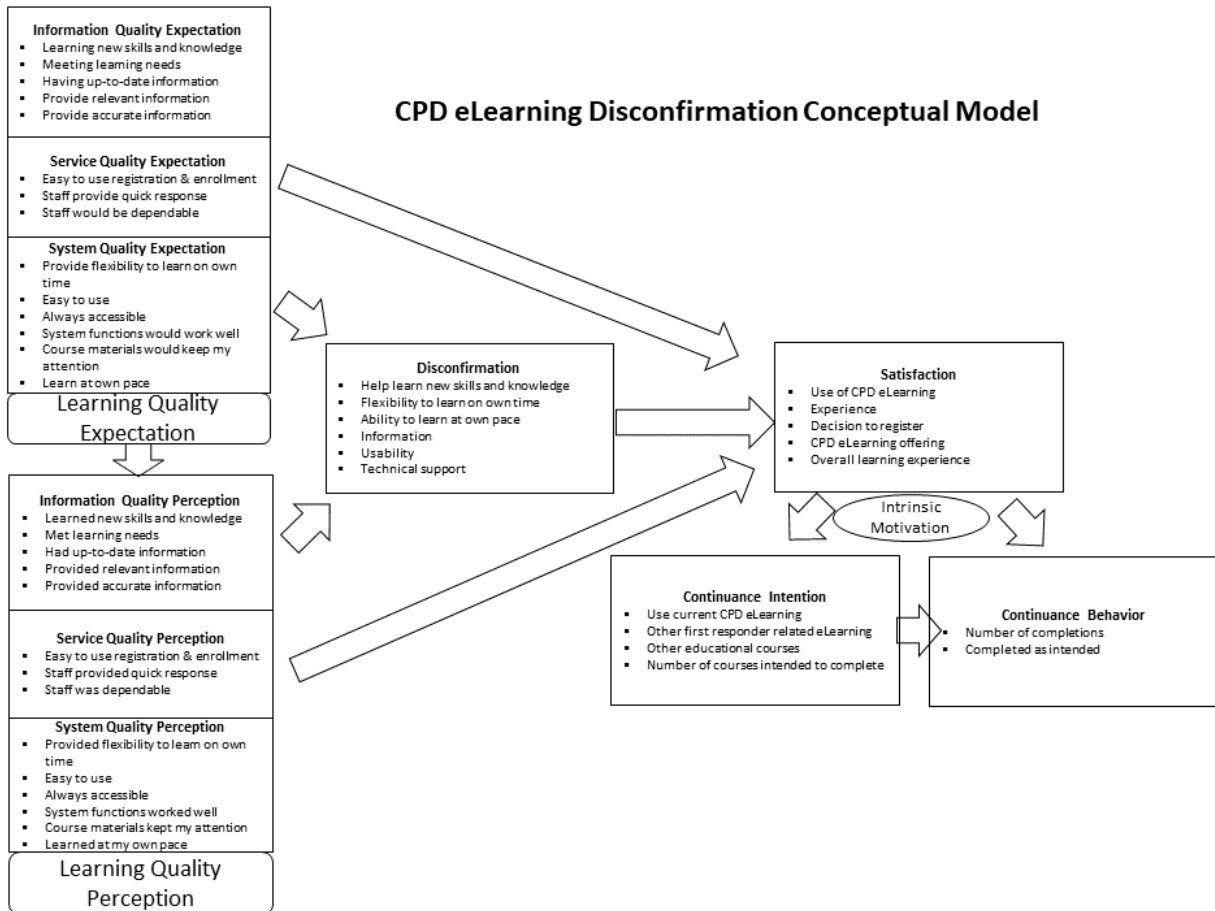 Information Quality Expectation
▪ Learning new skills and knowledge
▪ Meeting learning needs
▪ Having up-to-date information
▪ Provide relevant information
▪ Provide accurate information
CPD eLearning Disconfirmation Conceptual Model
Service Quality Expectation
▪ Easy to use registration & enrollment
▪ Staff provide quick response
▪ Staff would be dependable
System Quality Expectation
▪ Provide flexibility to learn on own
time
▪ Easy to use
▪ Always accessible
▪ System functions would work well
▪ Course materials would keep my
attention
▪ Learn at own pace
Learning Quality
Expectation
Disconfirmation
▪ Help learn new skills and knowledge
▪ Flexibility to learn on own time
▪ Ability to learn at own pace
▪ Information
▪ Usability
▪ Technical support
Satisfaction
▪ Use of CPD eLearning
▪ Experience
▪ Decision to register
▪ CPD eLearning offering
▪ Overall learning experience
Intrinsic
Motivation
Information Quality Perception
▪ Learned new skills and knowledge
▪ Met learning needs
▪ Had up-to-date information
▪ Provided relevant information
▪ Provided accurate information
Continuance Intention
▪ Use current CPD eLearning
▪ Other first responder related eLearning
▪ Other educational courses
▪ Number of courses intended to complete
Continuance Behavior
▪ Number of completions
▪ Completed as intended
Service Quality Perception
▪ Easy to use registration & enrollment
▪ Staff provided quick response
▪ Staff was dependable
System Quality Perception
▪ Provided flexibility to learn on own
time
▪ Easy to use
▪ Always accessible
▪ System functions worked well
▪ Course materials kept my attention
▪ Learned at my own pace
Learning Quality
Perception